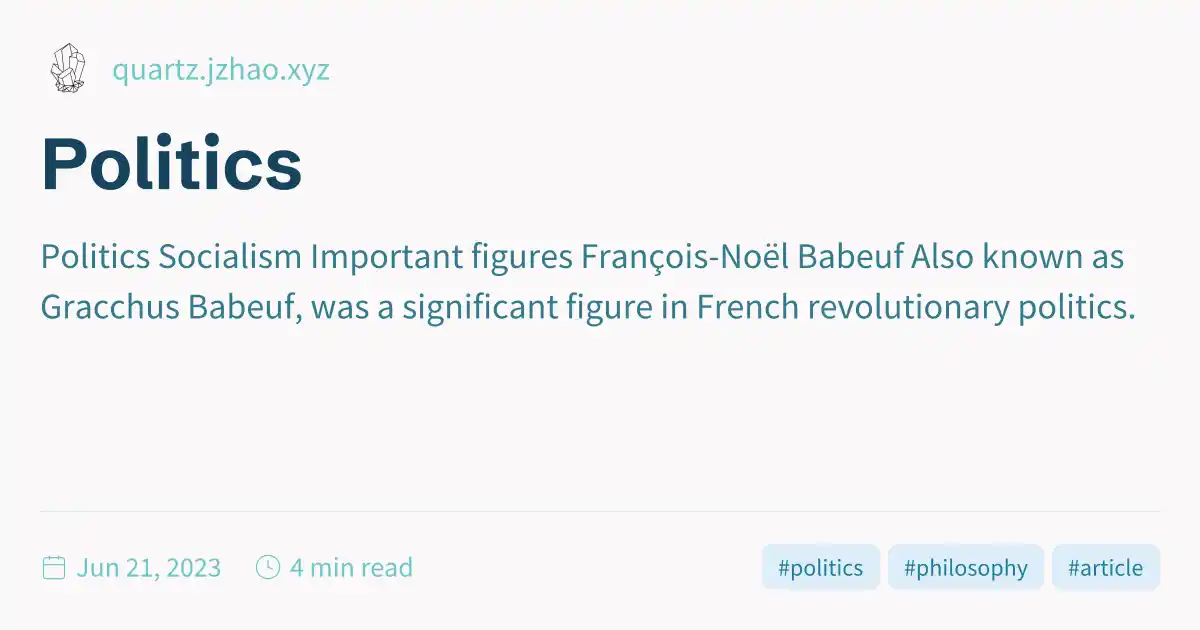 quartz.jzhao.xyz
Politics
Politics Socialism Important figures François-Noël Babeuf Also known as
Gracchus Babeuf, was a significant figure in French revolutionary politics.
Jun 21, 2023 4 min read #politics #philosophy #article